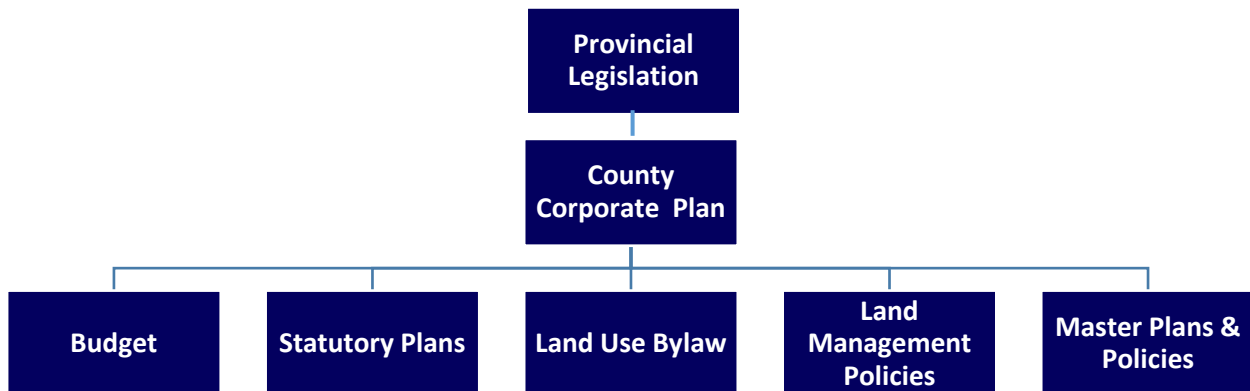 Provincial
Legislation
County
Corporate Plan
Budget
Statutory Plans
Land Use Bylaw
Land
Management
Policies
Master Plans &
Policies